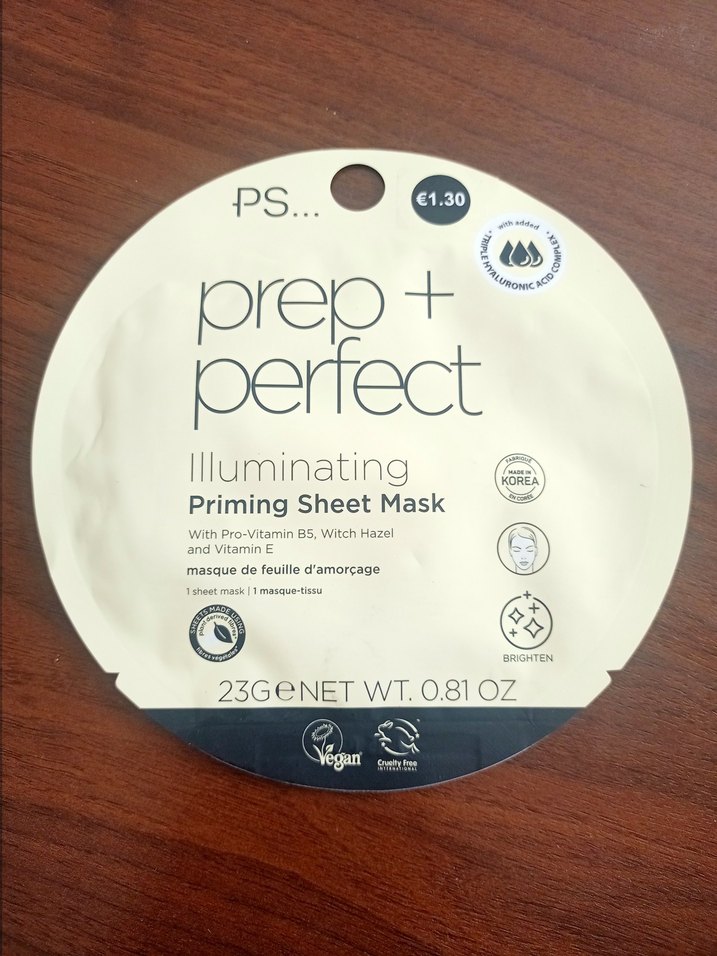 PS...
€1.30
with added
• TRIPLE HYALURONIC ACID COMPLEX •
prep +
perfect
Illuminating
Priming Sheet Mask
With Pro-Vitamin B5, Witch Hazel
and Vitamin E
masque de feuille d'amorçage
1 sheet mask | 1 masque-tissu
FABRIQUÉ
MADE IN
KOREA
EN CORÉE
SHEETS MADE USING
plant derived fibres*
fibres végétales*
BRIGHTEN
23G e NET WT. 0.81 OZ
Vegan
Cruelty Free
INTERNATIONAL